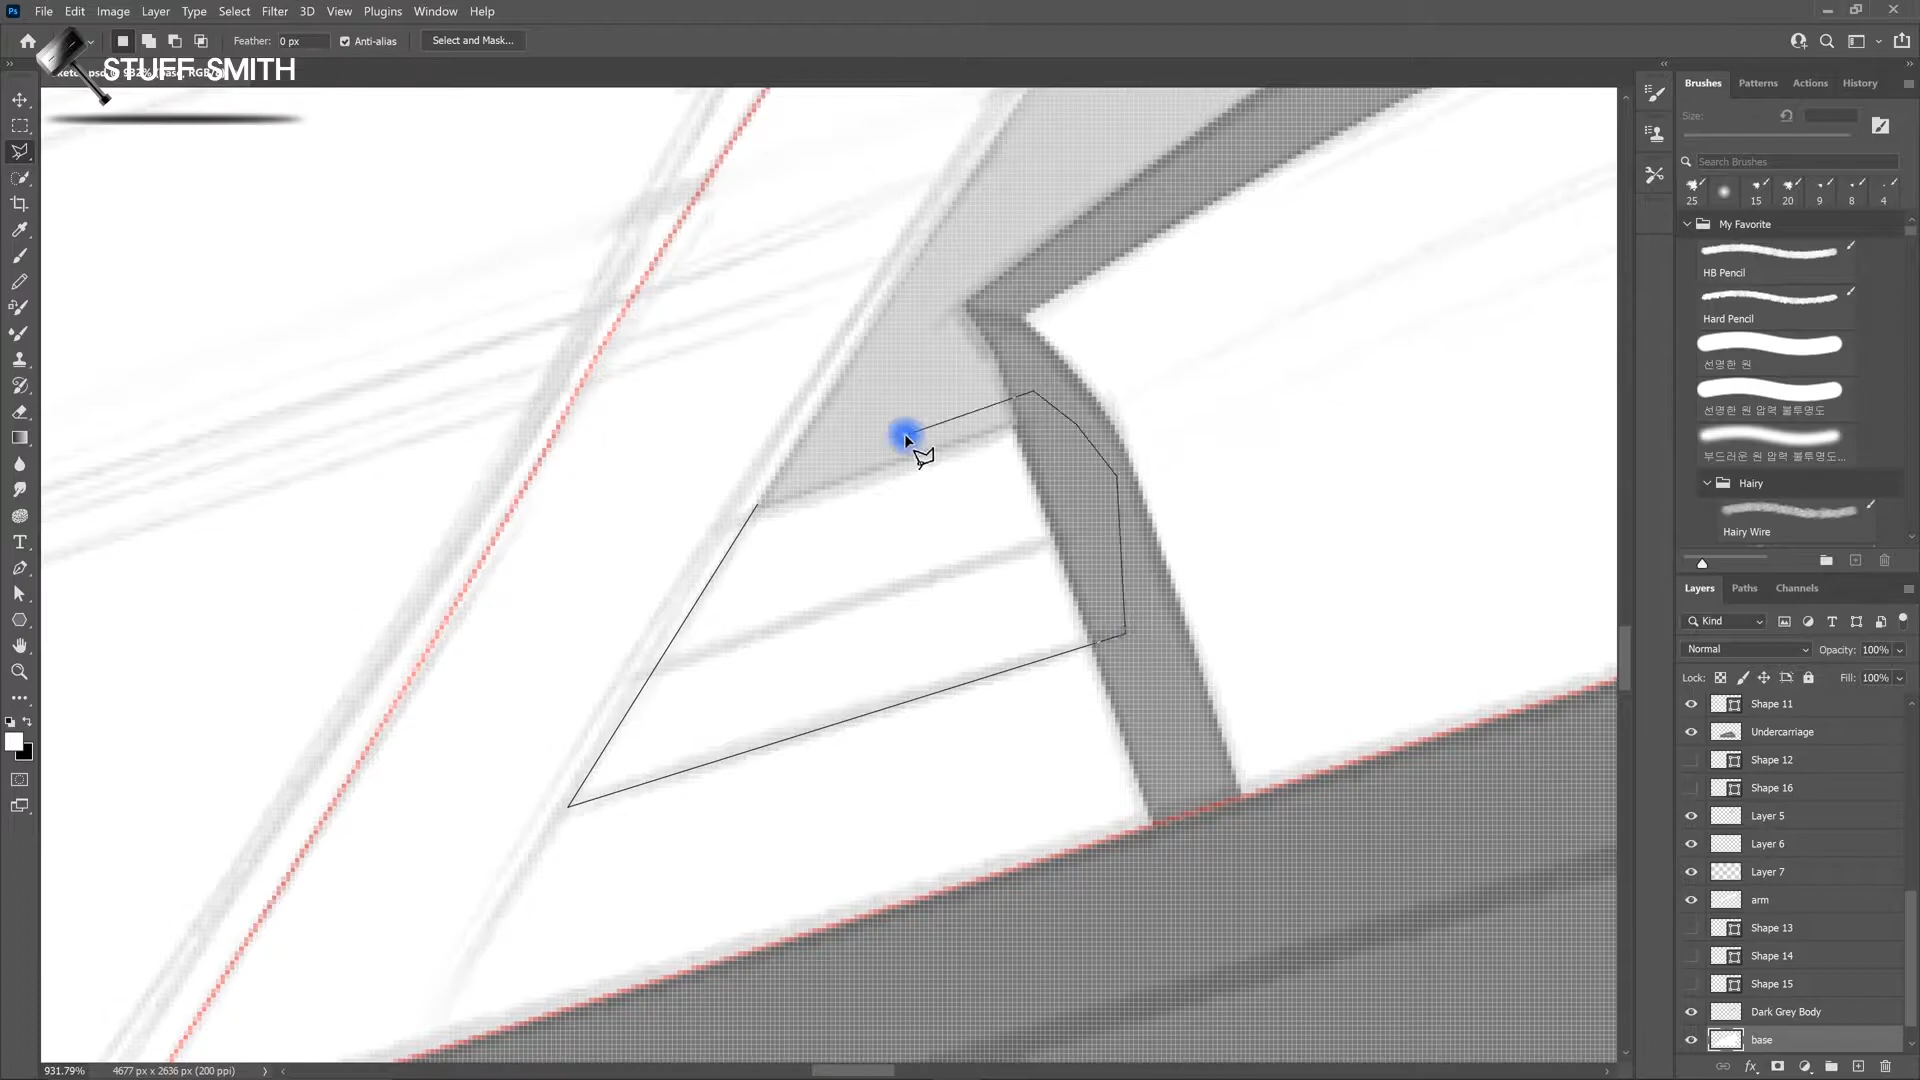 Ps File Edit Image Layer Type Select Filter 3D View Plugins Window Help
Feather: 0 px Anti-alias Select and Mask...
STUFF SMITH
Brushes Patterns Actions History
Size:
Search Brushes
25 15 20 9 8 4
My Favorite
HB Pencil
Hard Pencil
선명한 원
선명한 원 압력 불투명도
부드러운 원 압력 불투명도...
Hairy
Hairy Wire
Layers Paths Channels
Kind
Normal Opacity: 100%
Lock: Fill: 100%
Shape 11
Undercarriage
Shape 12
Shape 16
Layer 5
Layer 6
Layer 7
arm
Shape 13
Shape 14
Shape 15
Dark Grey Body
base
931.79% 4677 px x 2636 px (200 ppi)